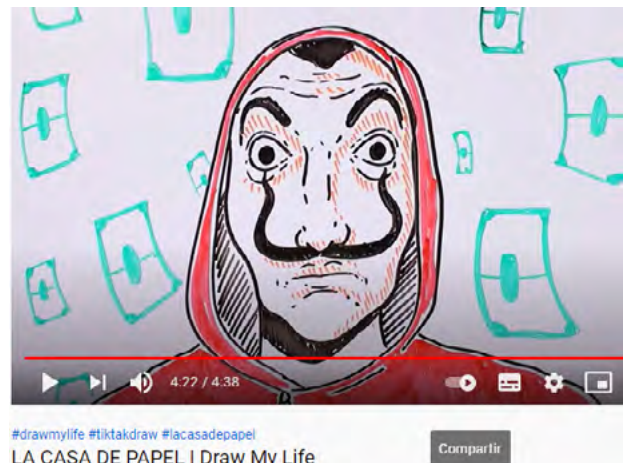 4:22 / 4:38
#drawmylife #tiktakdraw #lacasadepapel
LA CASA DE PAPEL | Draw My Life
Compartir